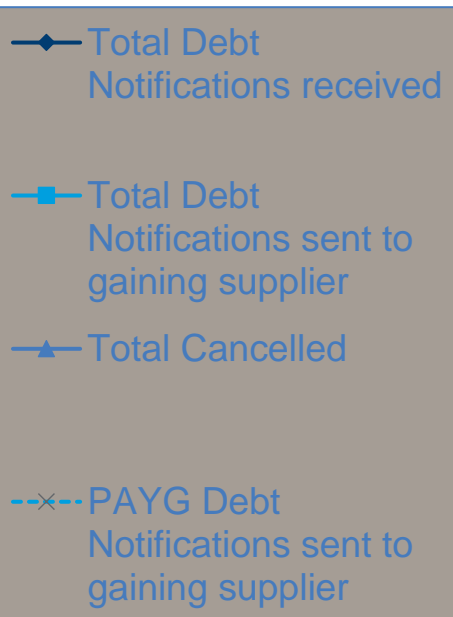 Total Debt
Notifications received
Total Debt
Notifications sent to
gaining supplier
Total Cancelled
PAYG Debt
Notifications sent to
gaining supplier